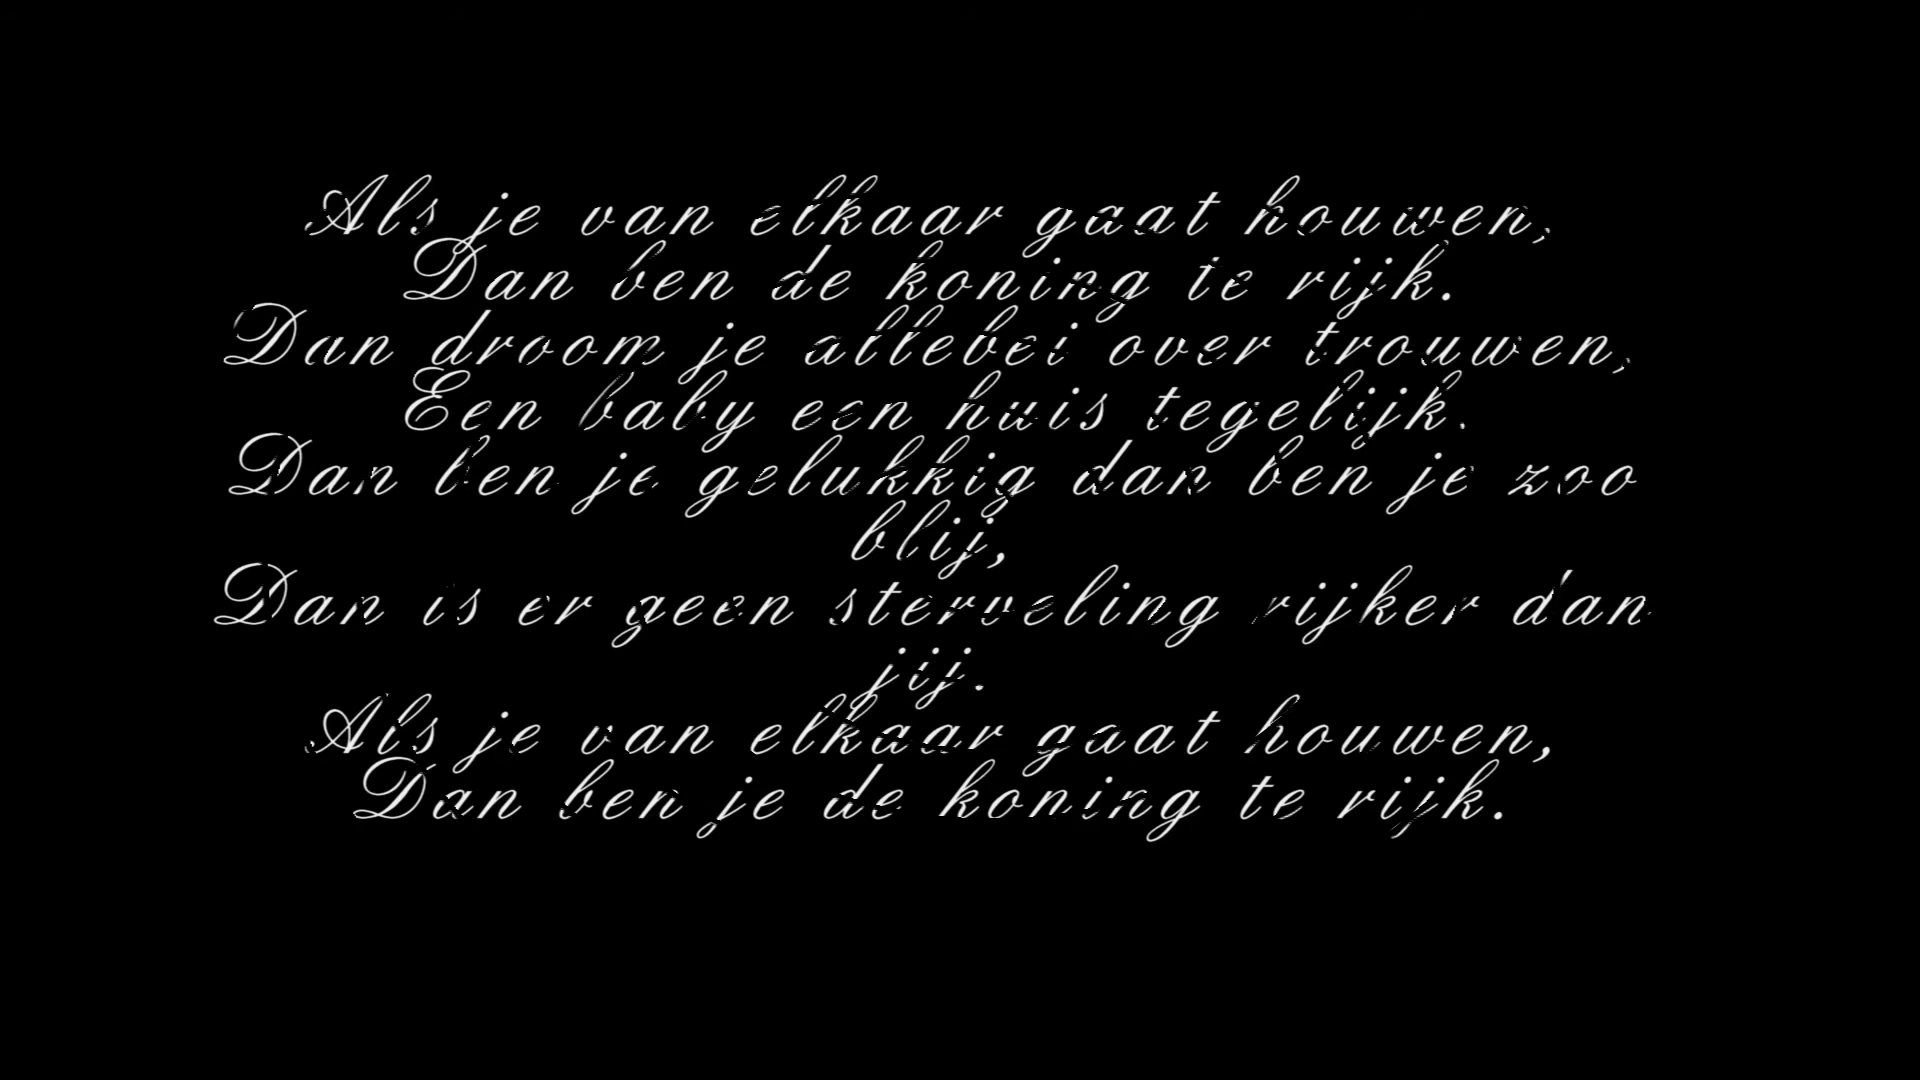 Als je van elkaar gaat houwen,
Dan ben de koning te rijk.
Dan droom je allebei over trouwen,
Een baby een huis tegelijk.
Dan ben je gelukkig dan ben je zoo
blij,
Dan is er geen sterveling rijker dan
jij.
Als je van elkaar gaat houwen,
Dan ben je de koning te rijk.